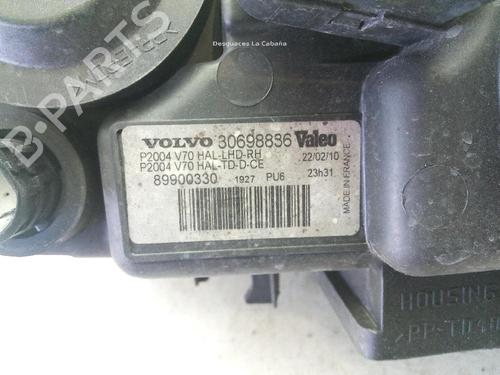 Desguaces La Cabaña
B-PARTS
VOLVO 30698836 Valeo
P2004 V70 HAL-LHD-RH 22/02/10
P2004 V70 HAL-TD-D-CE 23h31
89900330 1927 PU6
MADE IN FRANCE
HOUSING